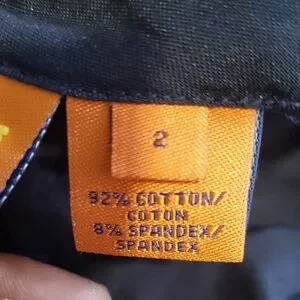 2
92% COTTON/
COTON
8% SPANDEX/
SPANDEX